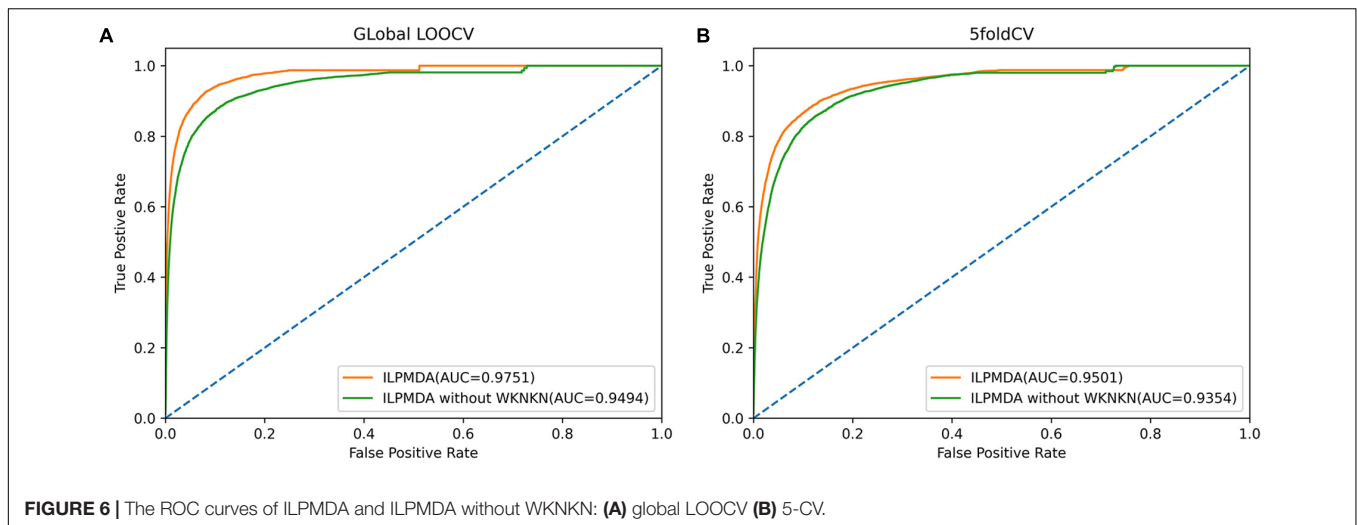 A
GLobal LOOCV
1.0
0.8
0.6
0.4
0.2
0.0
True Postive Rate
0.0 0.2 0.4 0.6 0.8 1.0
False Positive Rate
ILPMDA(AUC=0.9751)
ILPMDA without WKNKN(AUC=0.9494)
B
5foldCV
1.0
0.8
0.6
0.4
0.2
0.0
True Postive Rate
0.0 0.2 0.4 0.6 0.8 1.0
False Positive Rate
ILPMDA(AUC=0.9501)
ILPMDA without WKNKN(AUC=0.9354)
FIGURE 6 | The ROC curves of ILPMDA and ILPMDA without WKNKN: (A) global LOOCV (B) 5-CV.